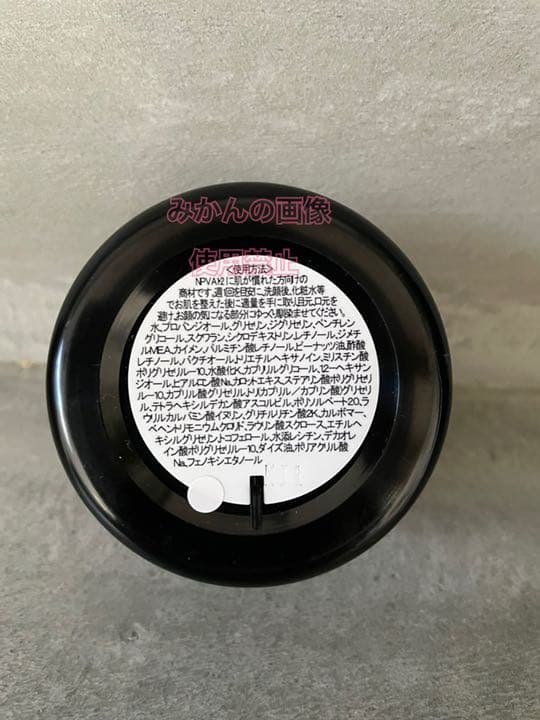 みかんの画像
使用禁止
<使用方法>
NPVA※2に肌が慣れた方向けの
商材です。週1回を目安に、洗顔後、化粧水等
でお肌を整えた後に適量を手に取り目元、口元を
避け、お顔の気になる部分にゆっくり馴染ませてください。
水、プロパンジオール、グリセリン、ジグリセリン、ペンチレン
グリコール、スクワラン、シクロデキストリン、レチノール、ジメチ
ルMEA、カイメン、パルミチン酸レチノール、ピーナッツ油、酢酸
レチノール、バクチオール、トリエチルヘキサノイン、ミリスチン酸
ポリグリセリル-10、水酸化K、カプリリルグリコール、1,2-ヘキサン
ジオール、ヒアルロン酸Na、カロットエキス、ステアリン酸ポリグリセリ
ル-10、カプリル酸グリセリル、トリ(カプリル/カプリン酸)グリセリ
ル、テトラヘキシルデカン酸アスコルビル、ポリソルベート20、ラ
ウリルカルバミン酸イヌリン、グリチルリチン酸2K、カルボマー、
ベヘントリモニウムクロリド、ラウリン酸スクロース、エチルヘ
キシルグリセリン、トコフェロール、水添レシチン、デカオレ
イン酸ポリグリセリル-10、ダイズ油、ポリアクリル酸
Na、フェノキシエタノール